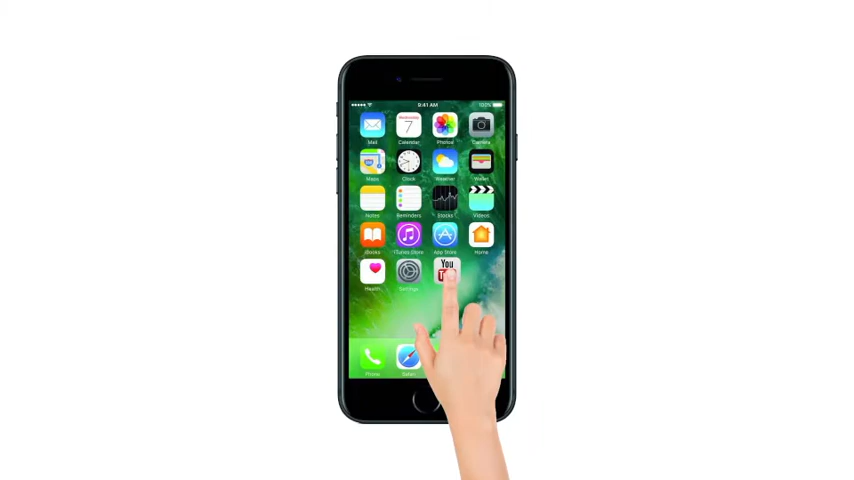 9:41 AM 100%
Wednesday
7
Mail Calendar Photos Camera
Maps Clock Weather Wallet
Notes Reminders Stocks Videos
iBooks iTunes Store App Store Home
You
Health Settings
Phone Safari